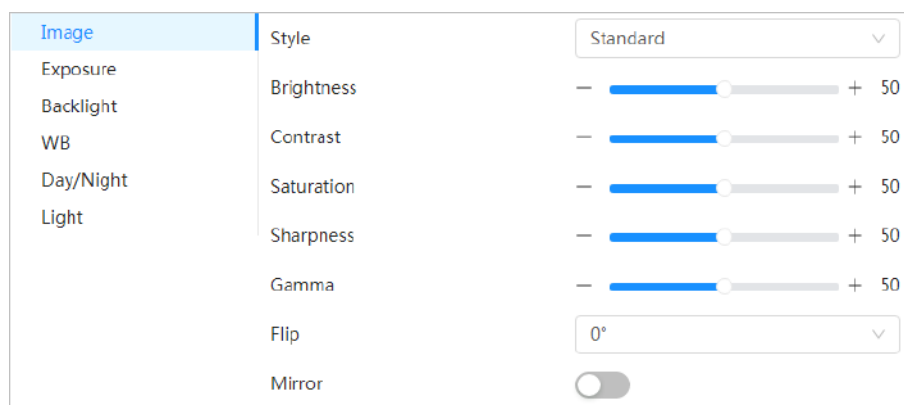 Image
Exposure
Backlight
WB
Day/Night
Light
Style Standard
Brightness 50
Contrast 50
Saturation 50
Sharpness 50
Gamma 50
Flip 0°
Mirror